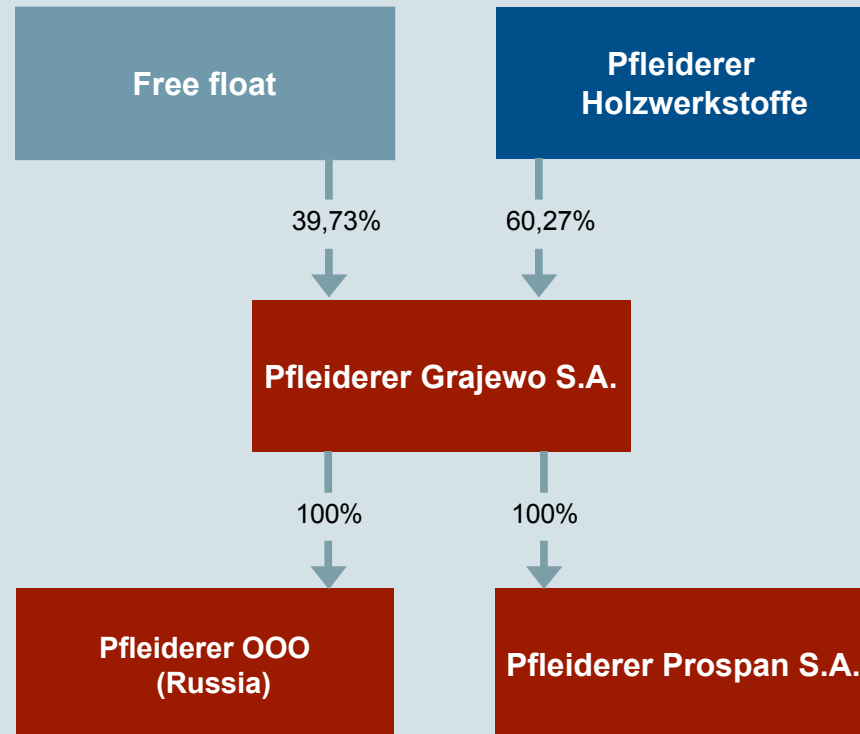 Free float
Pfleiderer
Holzwerkstoffe
39,73%
60,27%
Pfleiderer Grajewo S.A.
100%
100%
Pfleiderer OOO
(Russia)
Pfleiderer Prospan S.A.